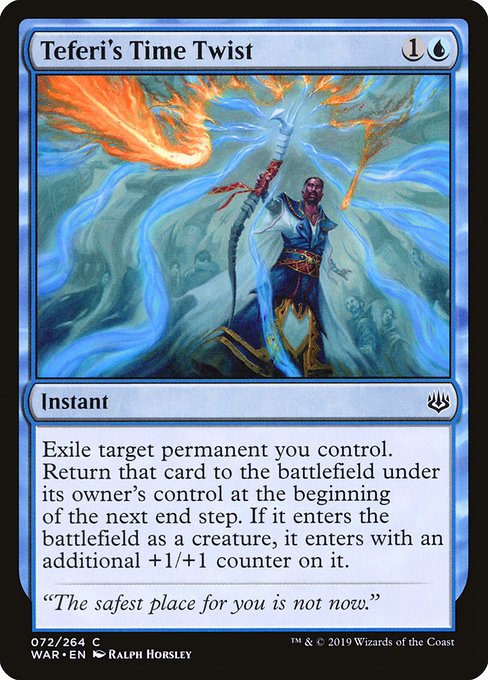 Teferi's Time Twist 1
Instant
Exile target permanent you control.
Return that card to the battlefield under
its owner's control at the beginning
of the next end step. If it enters the
battlefield as a creature, it enters with an
additional +1/+1 counter on it.
“The safest place for you is not now.”
072/264 C
™ & © 2019 Wizards of the Coast
WAR • EN Ralph Horsley